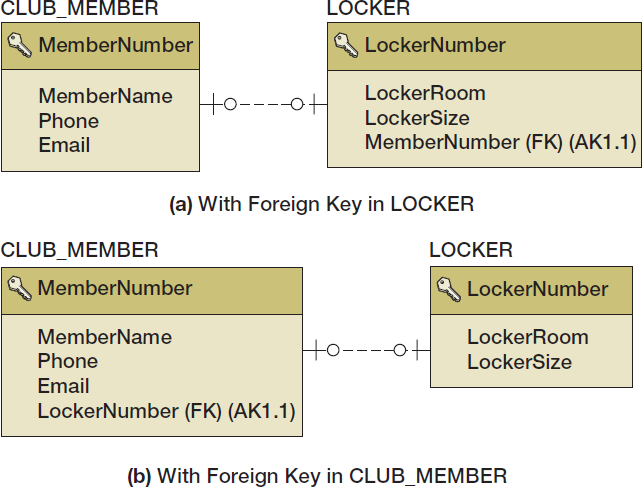 CLUB_MEMBER
LOCKER
MemberNumber
LockerNumber
MemberName
Phone
Email
LockerRoom
LockerSize
MemberNumber (FK) (AK1.1)
(a) With Foreign Key in LOCKER
CLUB_MEMBER
LOCKER
MemberNumber
LockerNumber
MemberName
Phone
Email
LockerNumber (FK) (AK1.1)
LockerRoom
LockerSize
(b) With Foreign Key in CLUB_MEMBER